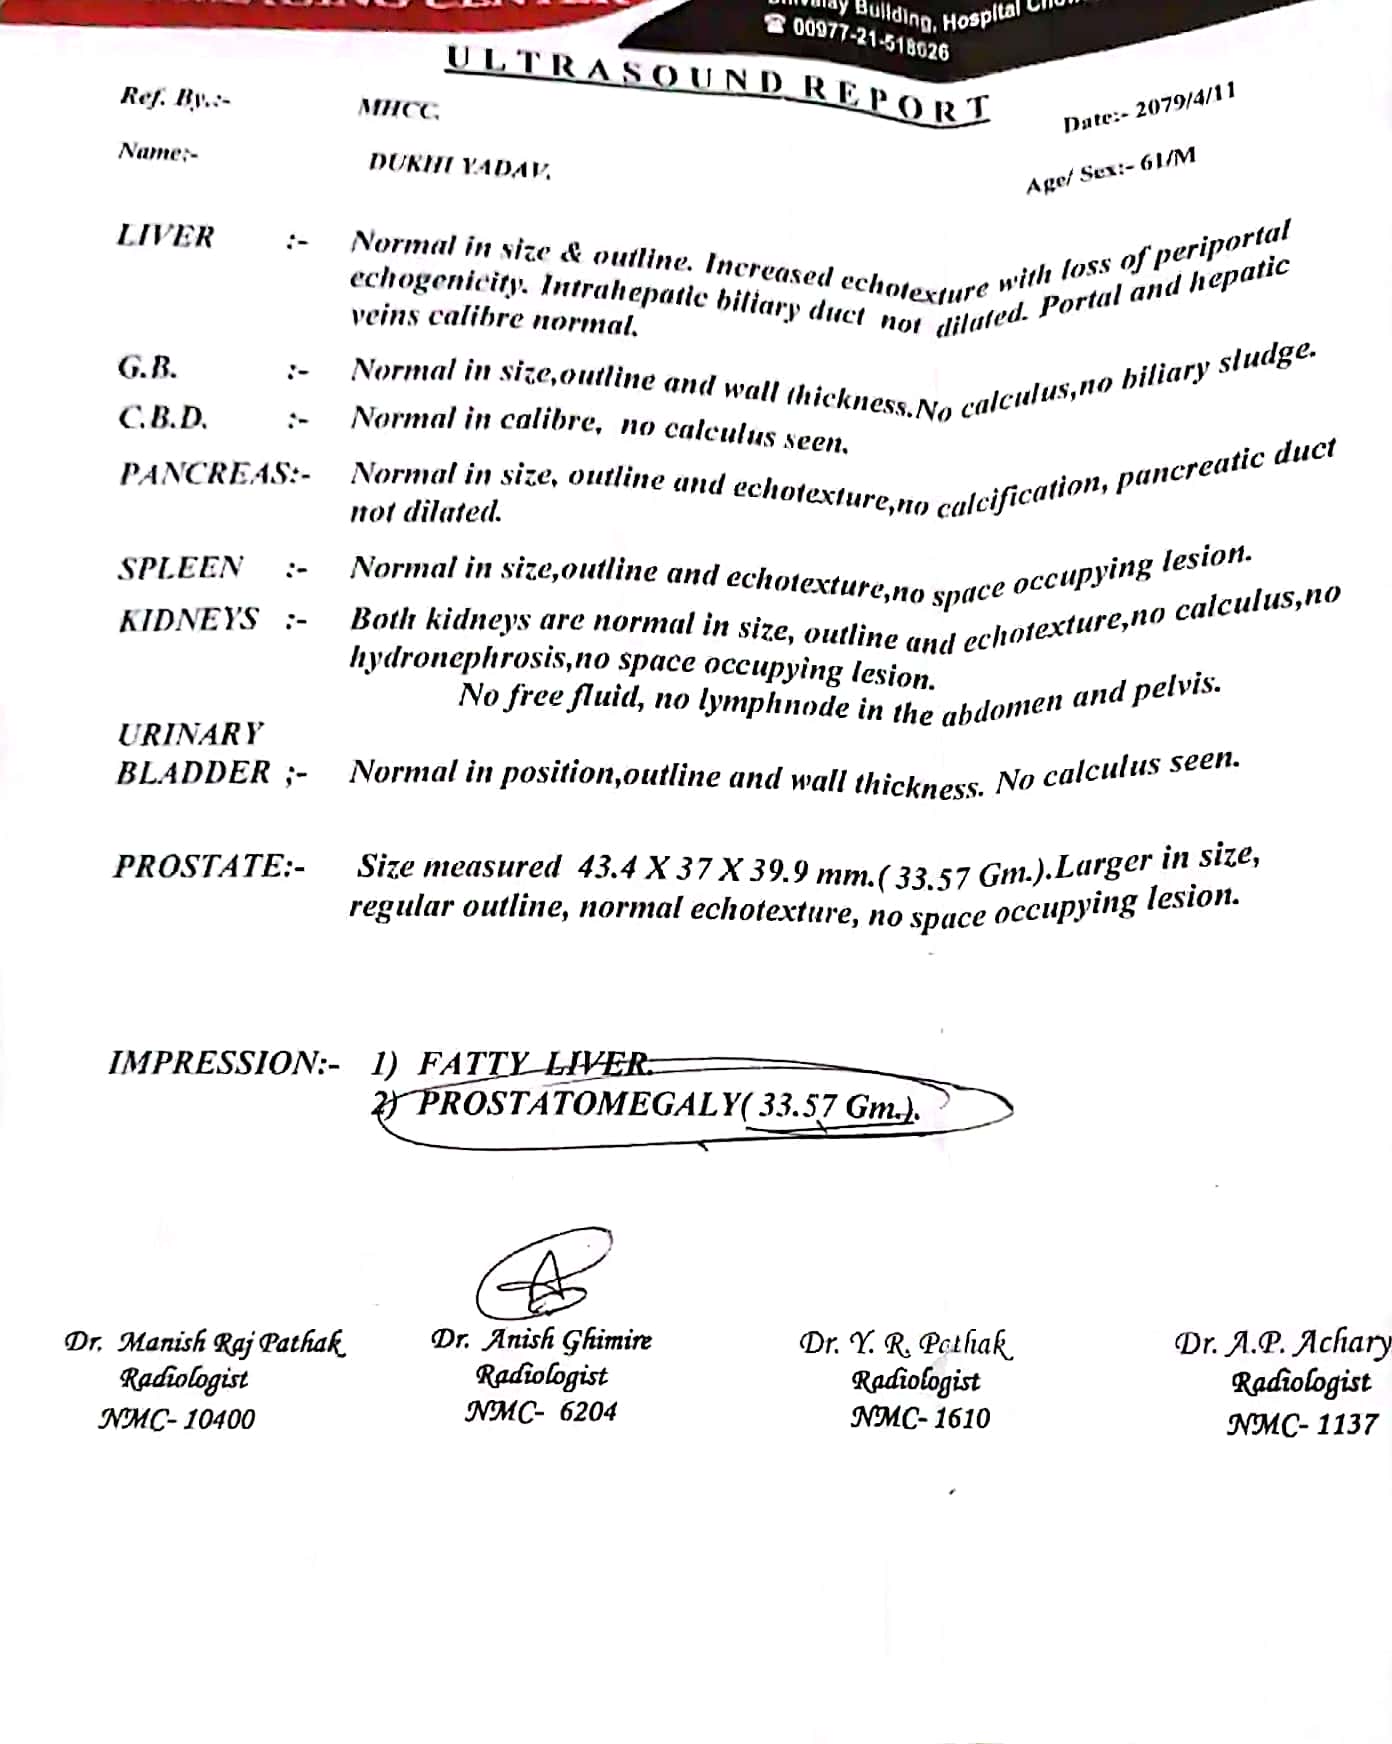 Building, Hospital
☎ 00977-21-518626
ULTRASOUND REPORT
Ref. By.:- MHCC. Date:- 2079/4/11
Name:- DUKHI YADAV. Age/ Sex:- 61/M
LIVER :- Normal in size & outline. Increased echotexture with loss of periportal
echogenicity. Intrahepatic biliary duct not dilated. Portal and hepatic
veins calibre normal.
G.B. :- Normal in size,outline and wall thickness.No calculus,no biliary sludge.
C.B.D. :- Normal in calibre, no calculus seen.
PANCREAS:- Normal in size, outline and echotexture,no calcification, pancreatic duct
not dilated.
SPLEEN :- Normal in size,outline and echotexture,no space occupying lesion.
KIDNEYS :- Both kidneys are normal in size, outline and echotexture,no calculus,no
hydronephrosis,no space occupying lesion.
No free fluid, no lymphnode in the abdomen and pelvis.
URINARY
BLADDER ;- Normal in position,outline and wall thickness. No calculus seen.
PROSTATE:- Size measured 43.4 X 37 X 39.9 mm.( 33.57 Gm.).Larger in size,
regular outline, normal echotexture, no space occupying lesion.
IMPRESSION:- 1) FATTY LIVER.
2) PROSTATOMEGALY( 33.57 Gm.).
Dr. Manish Raj Pathak Dr. Anish Ghimire Dr. Y. R. Pathak Dr. A.P. Achary
Radiologist Radiologist Radiologist Radiologist
NMC- 10400 NMC- 6204 NMC- 1610 NMC- 1137